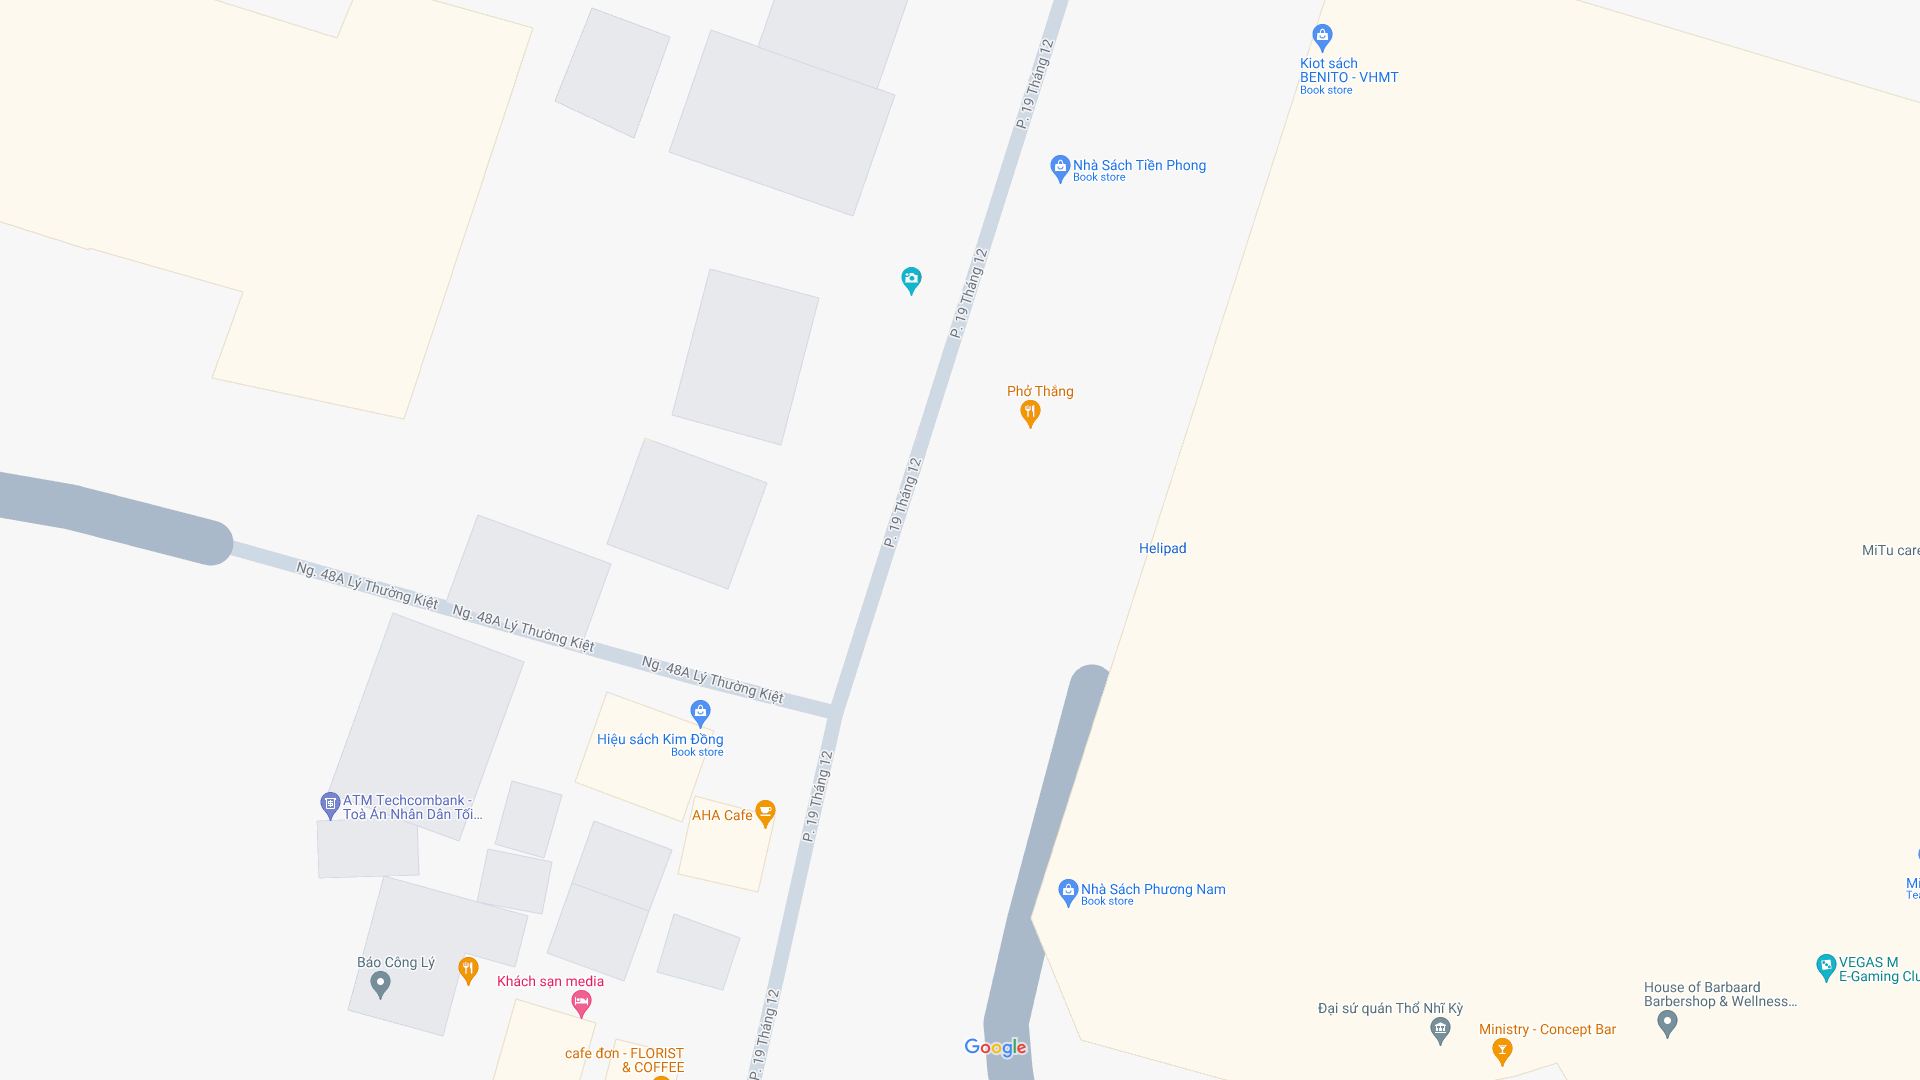 P. 19 Tháng 12
Kiot sách
BENITO - VHMT
Book store
Nhà Sách Tiền Phong
Book store
P. 19 Tháng 12
Phở Thắng
P. 19 Tháng 12
Helipad
MiTu care
Ng. 48A Lý Thường Kiệt
Ng. 48A Lý Thường Kiệt
Ng. 48A Lý Thường Kiệt
Hiệu sách Kim Đồng
Book store
P. 19 Tháng 12
ATM Techcombank -
Toà Án Nhân Dân Tối...
AHA Cafe
Nhà Sách Phương Nam
Book store
Mi
Tea
Báo Công Lý
Khách sạn media
VEGAS M
E-Gaming Clu
House of Barbaard
Barbershop & Wellness...
Đại sứ quán Thổ Nhĩ Kỳ
Ministry - Concept Bar
P. 19 Tháng 12
Google
cafe đơn - FLORIST
& COFFEE